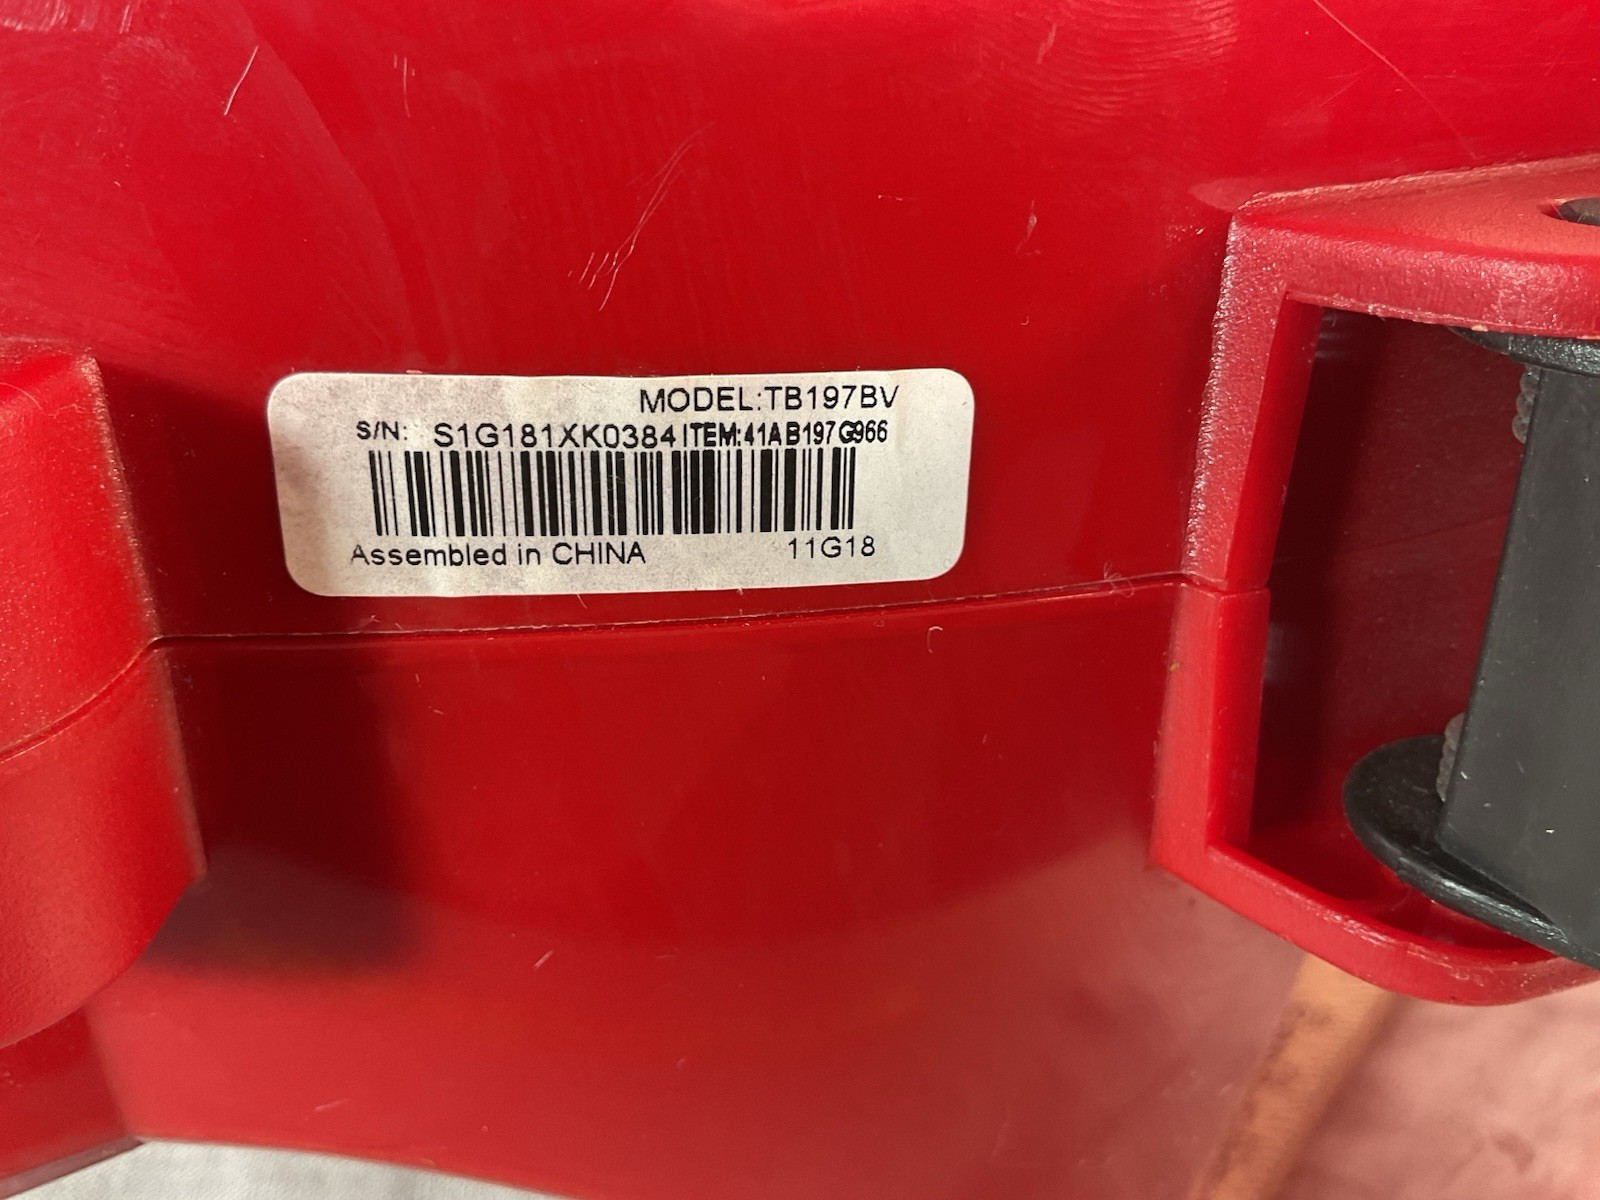 MODEL:TB197BV
S/N: S1G181XK0384 ITEM:41AB197G966
Assembled in CHINA 11G18